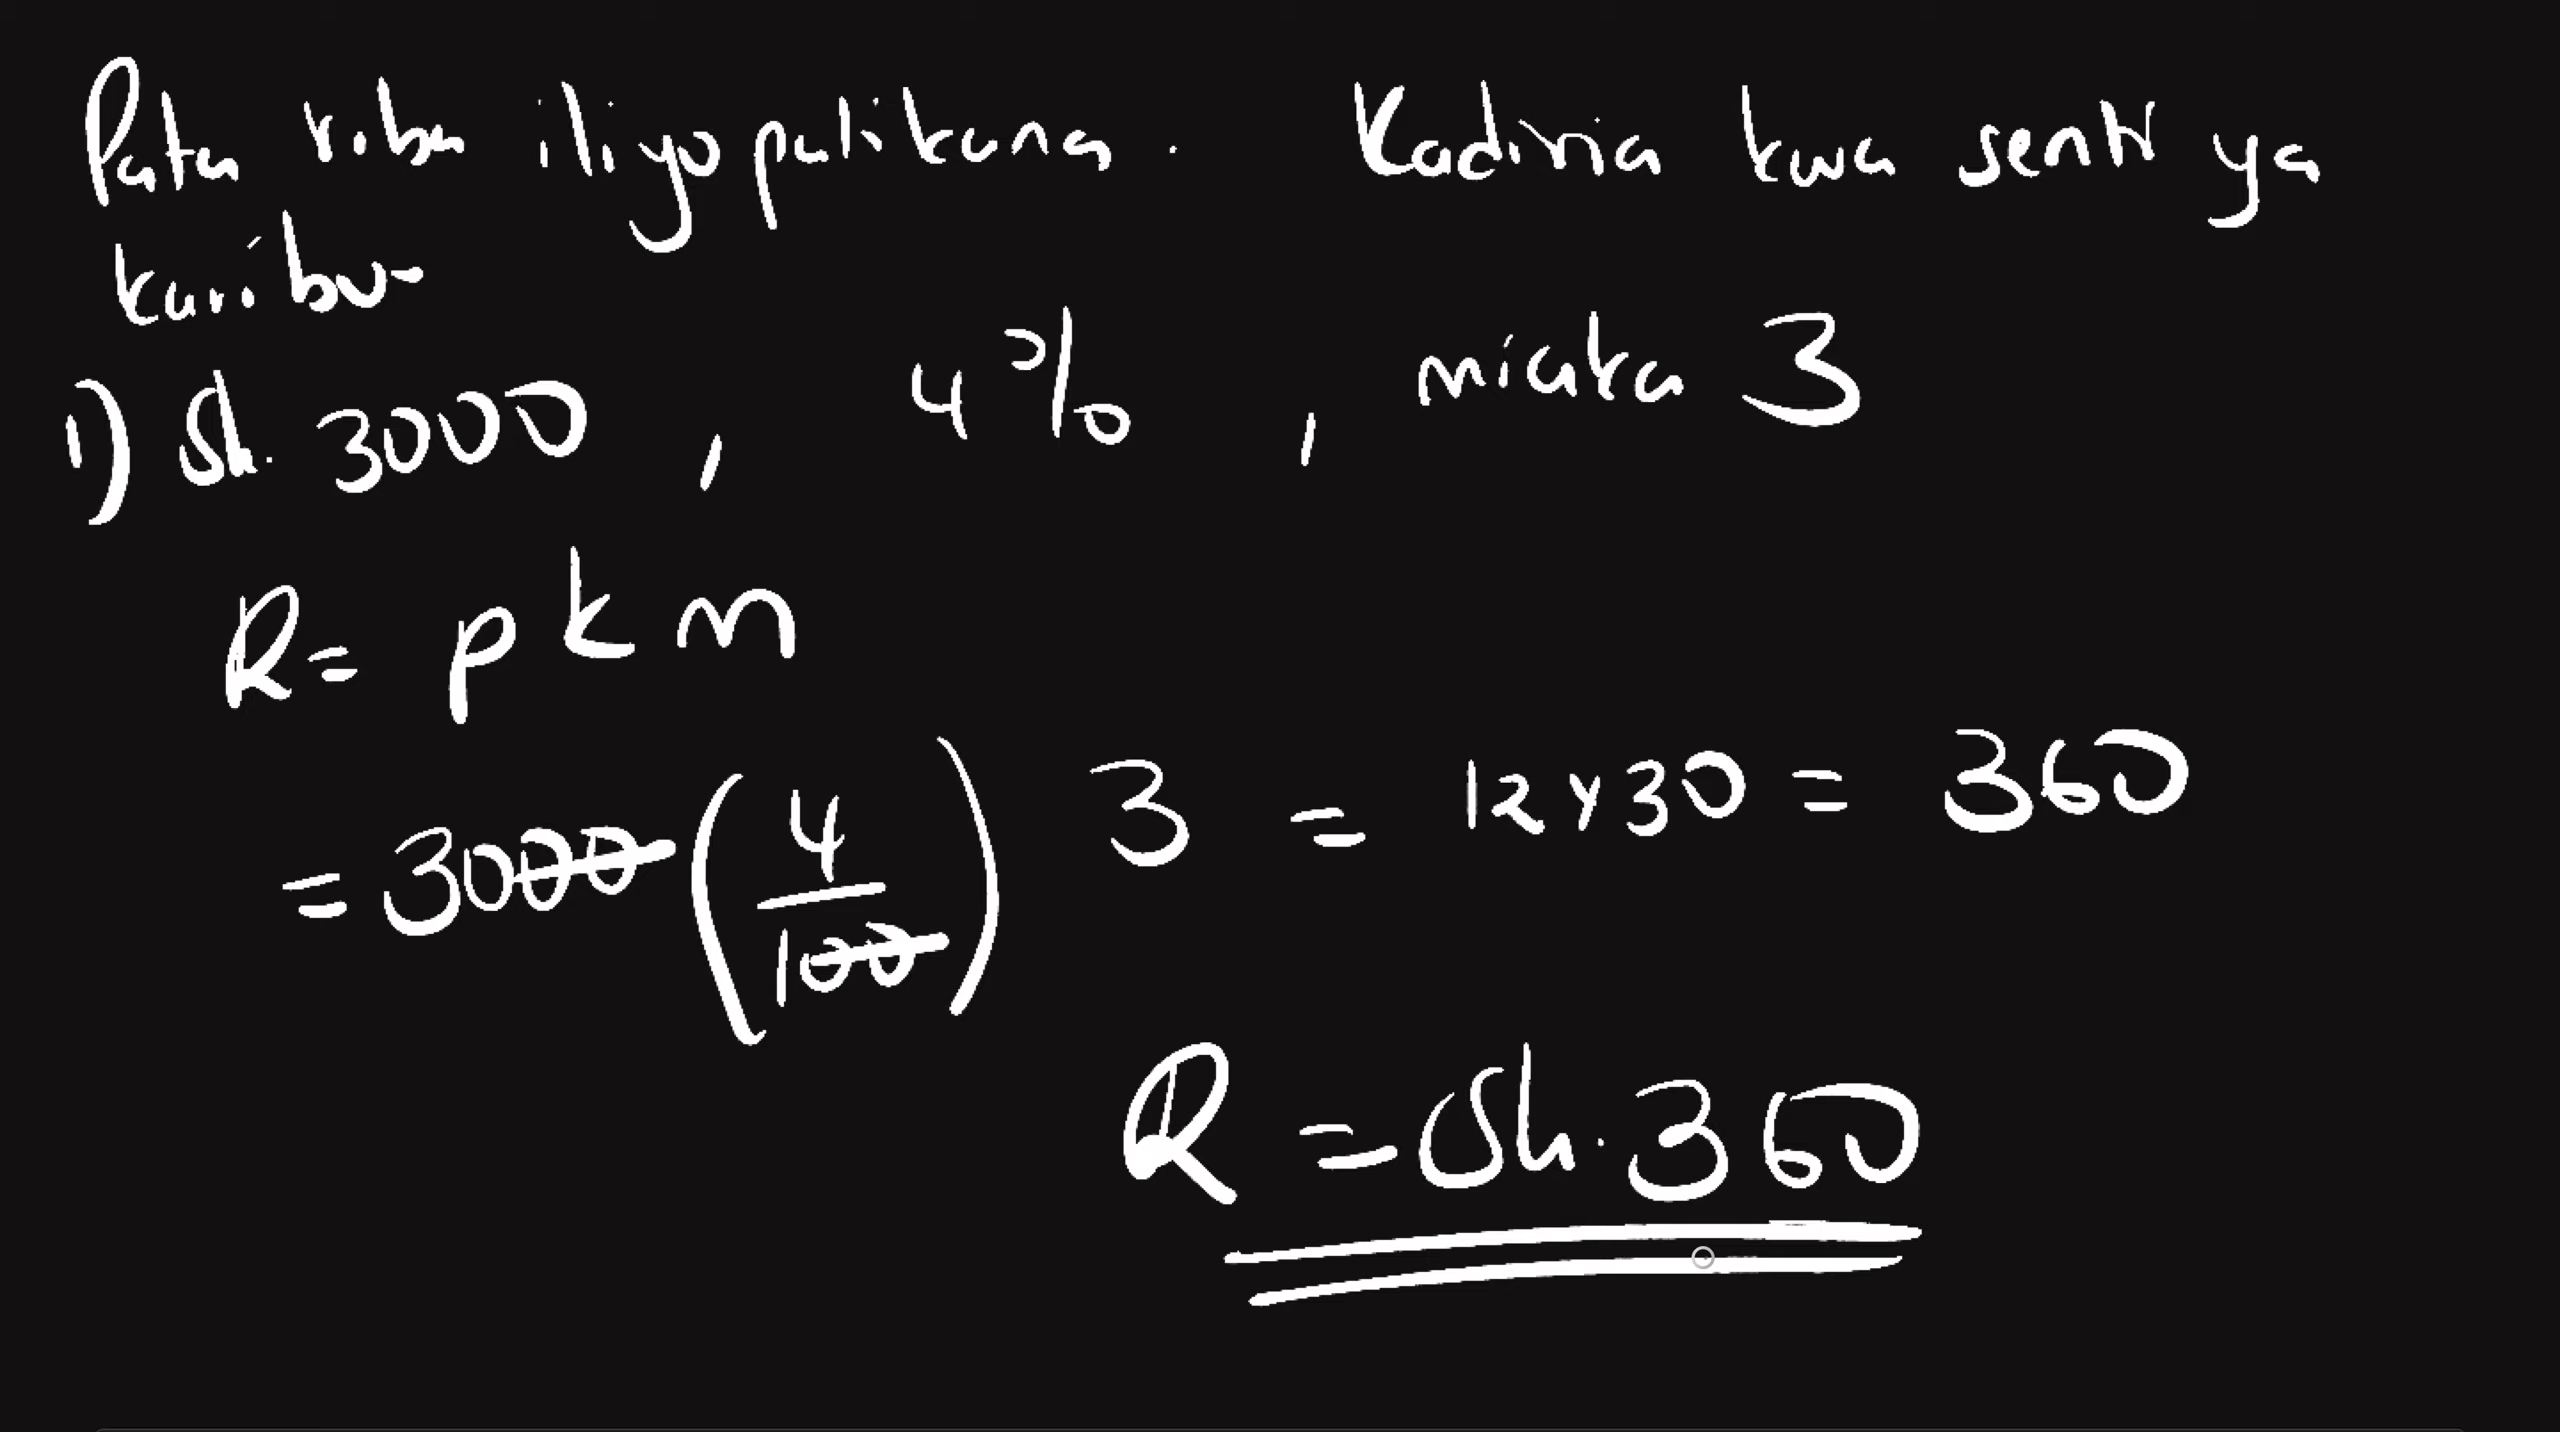 Pata riba iliyopatikana. Kadiria kwa senti ya
karibu
1) Sh. 3000 , 4% , miaka 3
R = p k m
= 3000 (4/100) 3 = 12 x 30 = 360
R = Sh. 360